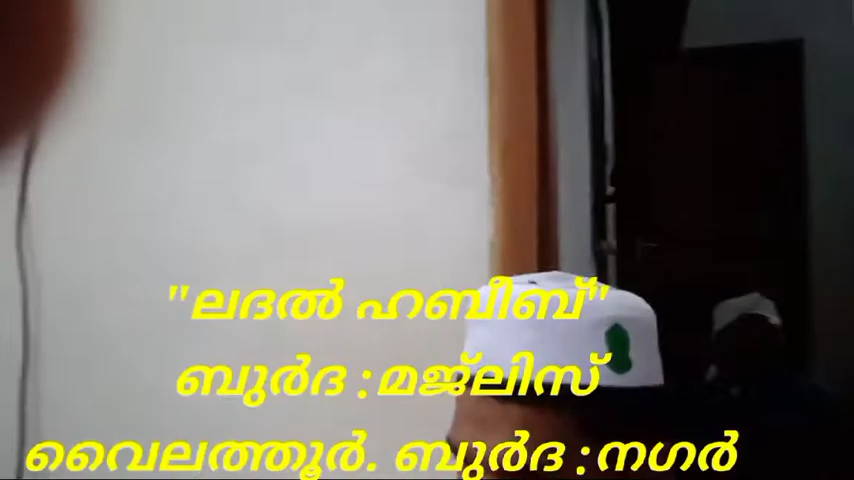 "ലദൽ ഹബീബ്"
ബുർദ :മജ്ലിസ്
വൈലത്തൂർ. ബുർദ :നഗർ